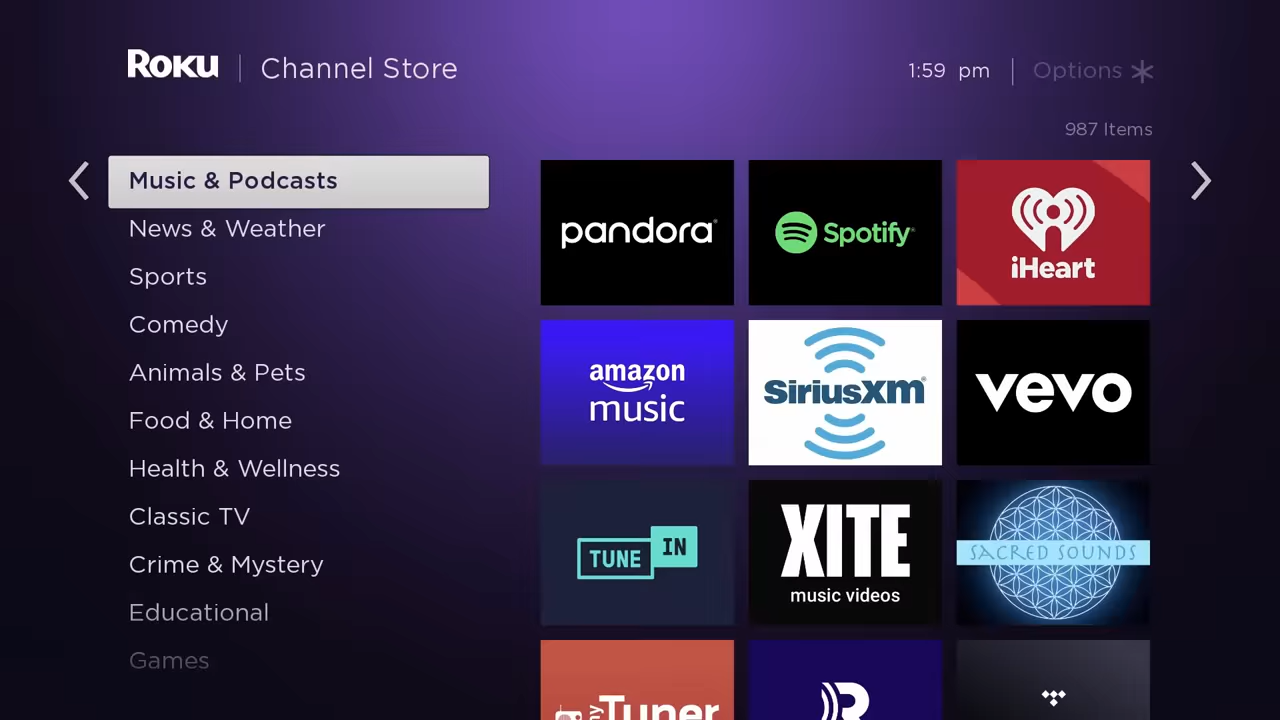 ROKU | Channel Store
1:59 pm | Options
987 Items
Music & Podcasts
News & Weather
Sports
Comedy
Animals & Pets
Food & Home
Health & Wellness
Classic TV
Crime & Mystery
Educational
Games
pandora®
Spotify®
iHeart
amazon music
SiriusXM®
vevo
TUNE IN
XITE
music videos
SACRED SOUNDS
my Tuner